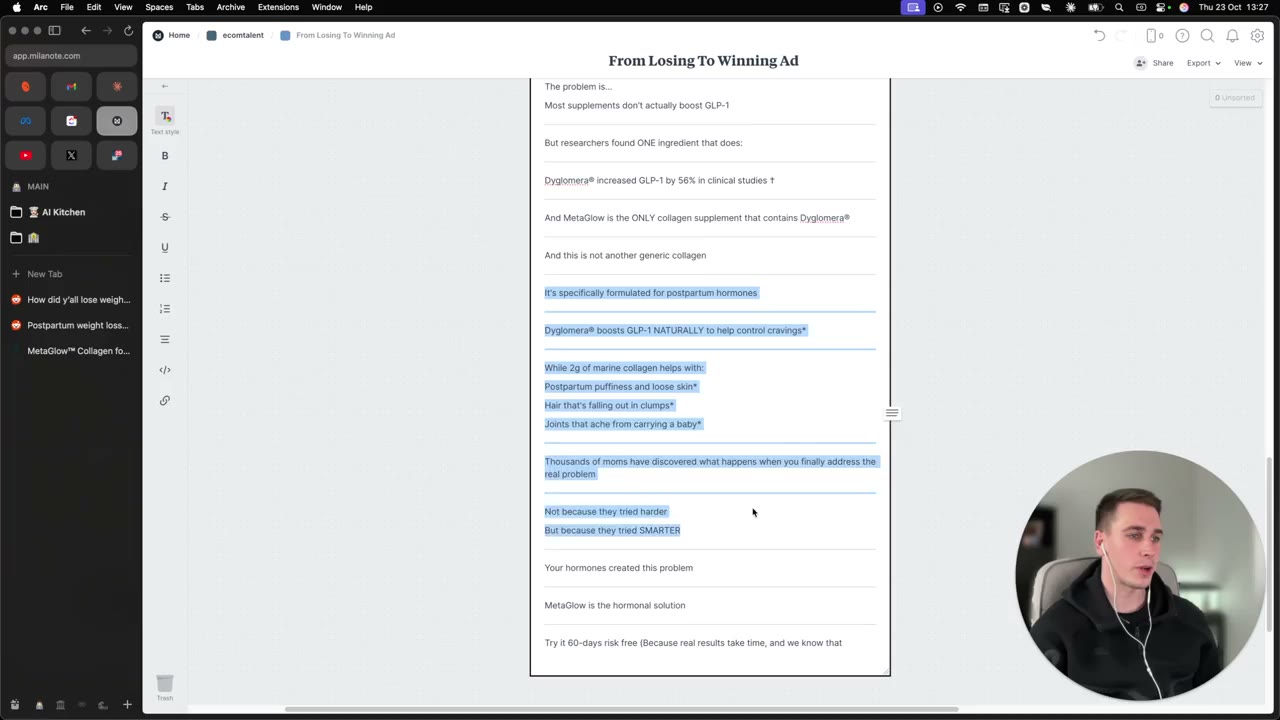 Arc File Edit View Spaces Tabs Archive Extensions Window Help
Thu 23 Oct 13:27
app.milanote.com
Home ecomtalent From Losing To Winning Ad
0
From Losing To Winning Ad
Share Export View
0 Unsorted
Text style
B
I
S
U
MAIN
AI Kitchen
New Tab
How did y'all lose weigh...
Postpartum weight loss...
MetaGlow™ Collagen fo...
Trash
The problem is...
Most supplements don't actually boost GLP-1
But researchers found ONE ingredient that does:
Dyglomera® increased GLP-1 by 56% in clinical studies †
And MetaGlow is the ONLY collagen supplement that contains Dyglomera®
And this is not another generic collagen
It's specifically formulated for postpartum hormones
Dyglomera® boosts GLP-1 NATURALLY to help control cravings*
While 2g of marine collagen helps with:
Postpartum puffiness and loose skin*
Hair that's falling out in clumps*
Joints that ache from carrying a baby*
Thousands of moms have discovered what happens when you finally address the
real problem
Not because they tried harder
But because they tried SMARTER
Your hormones created this problem
MetaGlow is the hormonal solution
Try it 60-days risk free (Because real results take time, and we know that